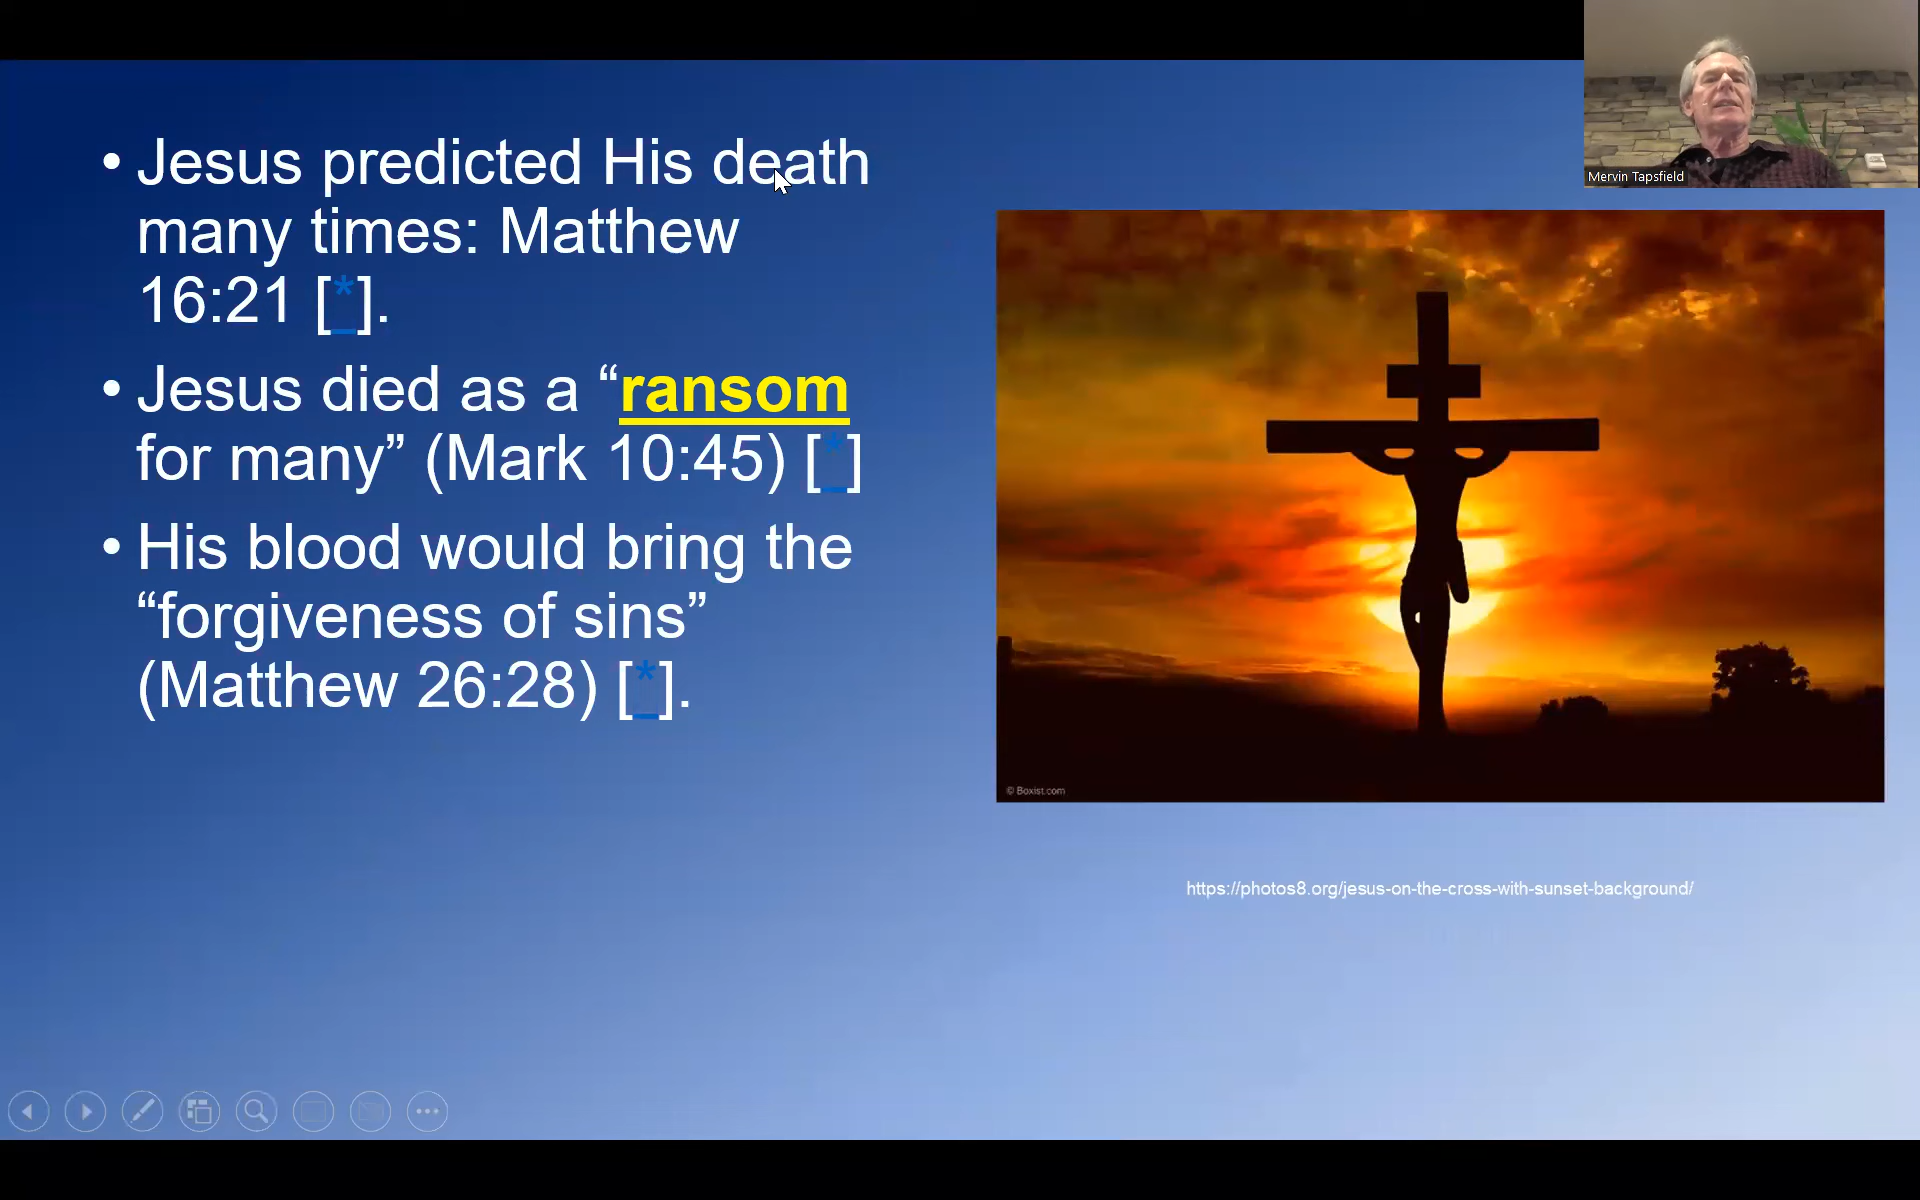 • Jesus predicted His death
many times: Matthew
16:21 [*].
• Jesus died as a “ransom
for many” (Mark 10:45) [*]
• His blood would bring the
“forgiveness of sins”
(Matthew 26:28) [*].
Mervin Tapsfield
© Boxist.com
https://photos8.org/jesus-on-the-cross-with-sunset-background/